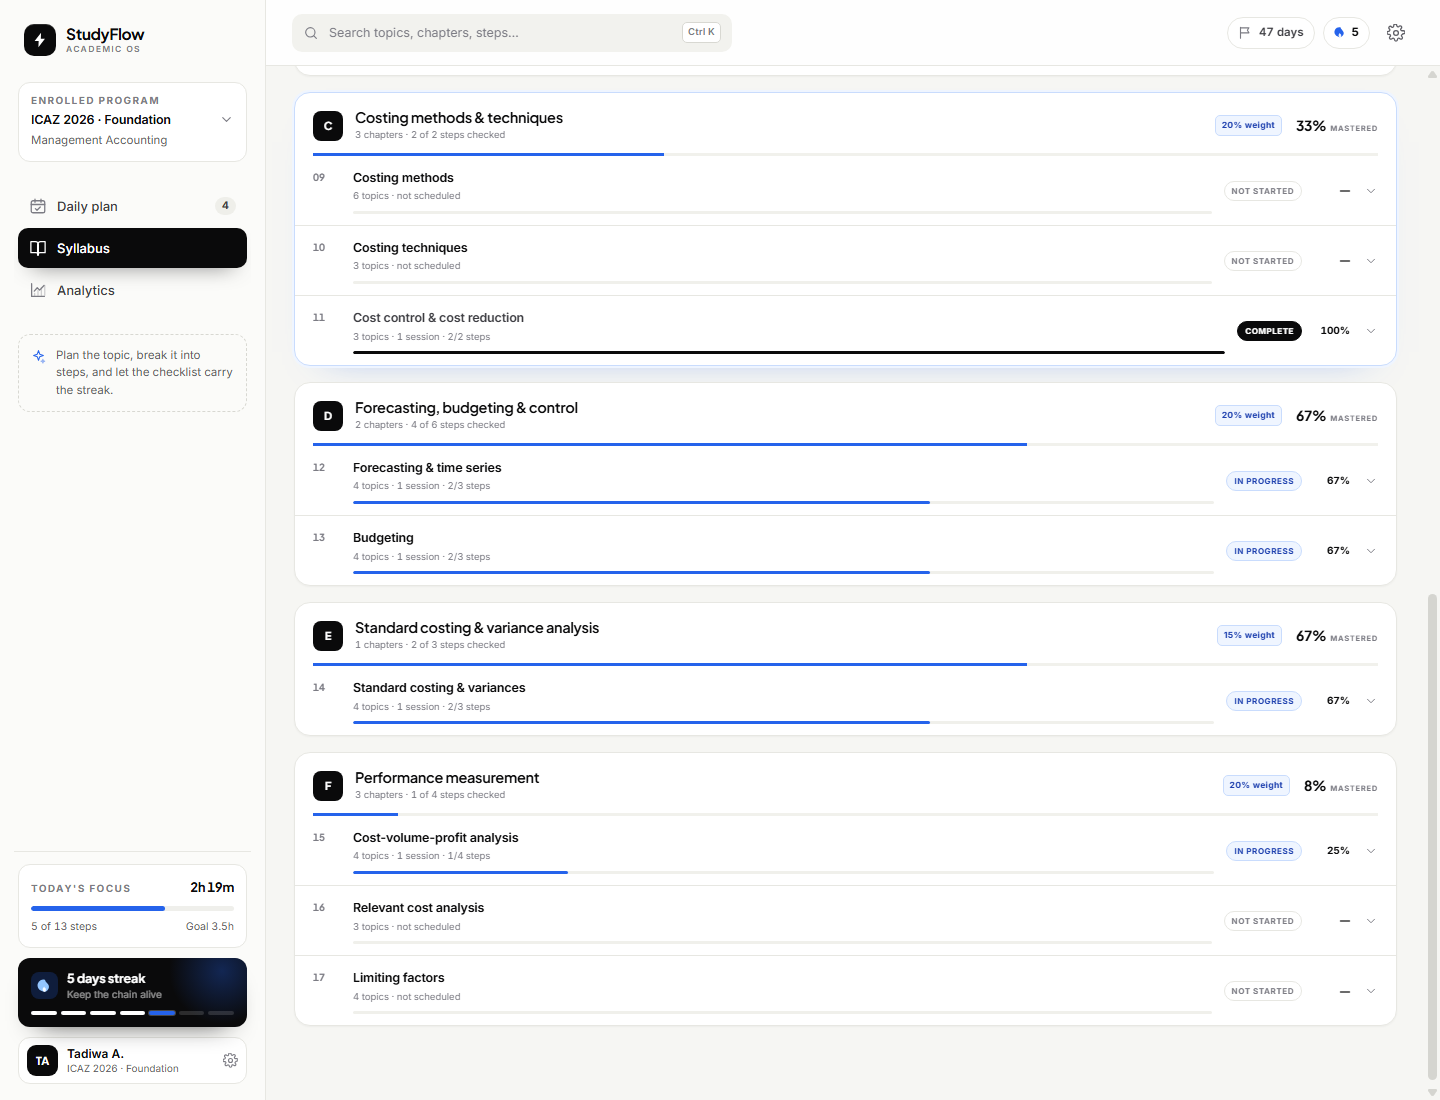 StudyFlow
ACADEMIC OS
ENROLLED PROGRAM
ICAZ 2026 · Foundation
Management Accounting
Daily plan
4
Syllabus
Analytics
Plan the topic, break it into
steps, and let the checklist carry
the streak.
TODAY'S FOCUS
2h19m
5 of 13 steps
Goal 3.5h
5 days streak
Keep the chain alive
TA
Tadiwa A.
ICAZ 2026 · Foundation
Search topics, chapters, steps...
Ctrl K
47 days
5
C
Costing methods & techniques
3 chapters · 2 of 2 steps checked
20% weight
33% MASTERED
09
Costing methods
6 topics · not scheduled
NOT STARTED
—
10
Costing techniques
3 topics · not scheduled
NOT STARTED
—
11
Cost control & cost reduction
3 topics · 1 session · 2/2 steps
COMPLETE
100%
D
Forecasting, budgeting & control
2 chapters · 4 of 6 steps checked
20% weight
67% MASTERED
12
Forecasting & time series
4 topics · 1 session · 2/3 steps
IN PROGRESS
67%
13
Budgeting
4 topics · 1 session · 2/3 steps
IN PROGRESS
67%
E
Standard costing & variance analysis
1 chapters · 2 of 3 steps checked
15% weight
67% MASTERED
14
Standard costing & variances
4 topics · 1 session · 2/3 steps
IN PROGRESS
67%
F
Performance measurement
3 chapters · 1 of 4 steps checked
20% weight
8% MASTERED
15
Cost-volume-profit analysis
4 topics · 1 session · 1/4 steps
IN PROGRESS
25%
16
Relevant cost analysis
3 topics · not scheduled
NOT STARTED
—
17
Limiting factors
4 topics · not scheduled
NOT STARTED
—